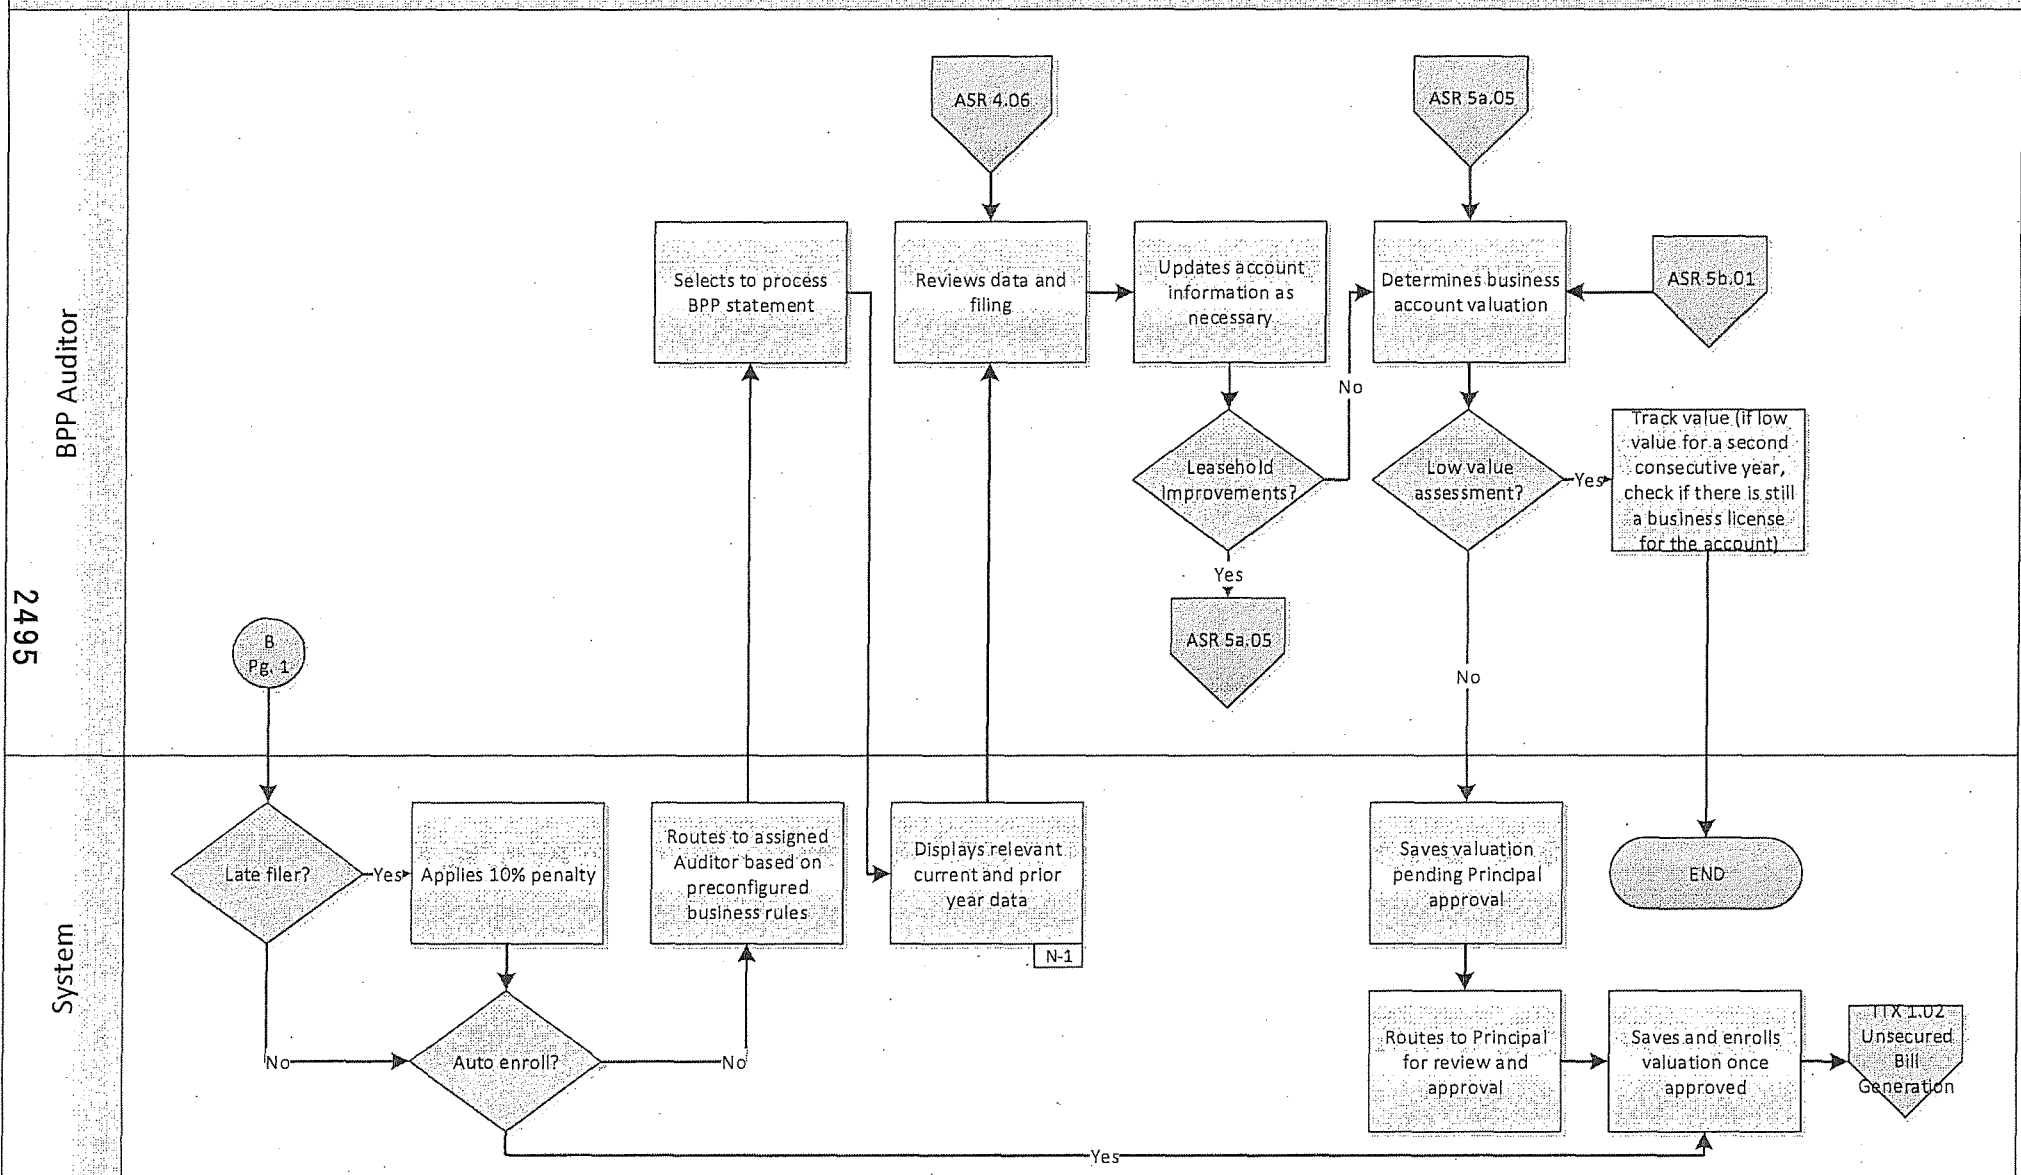 BPP Auditor
2495
ASR 4.06
ASR 5a.05
Selects to process
BPP statement
Reviews data and
filing
Updates account
information as
necessary
No
Determines business
account valuation
ASR 5b.01
Leasehold
Improvements?
Yes
ASR 5a.05
Low value
assessment?
Yes
Track value (if low
value for a second
consecutive year,
check if there is still
a business license
for the account)
No
B
Pg. 1
System
Late filer?
Yes
Applies 10% penalty
No
Auto enroll?
No
Yes
Routes to assigned
Auditor based on
preconfigured
business rules
Displays relevant
current and prior
year data
N-1
Saves valuation
pending Principal
approval
END
Routes to Principal
for review and
approval
Saves and enrolls
valuation once
approved
TTX 1.02
Unsecured
Bill
Generation